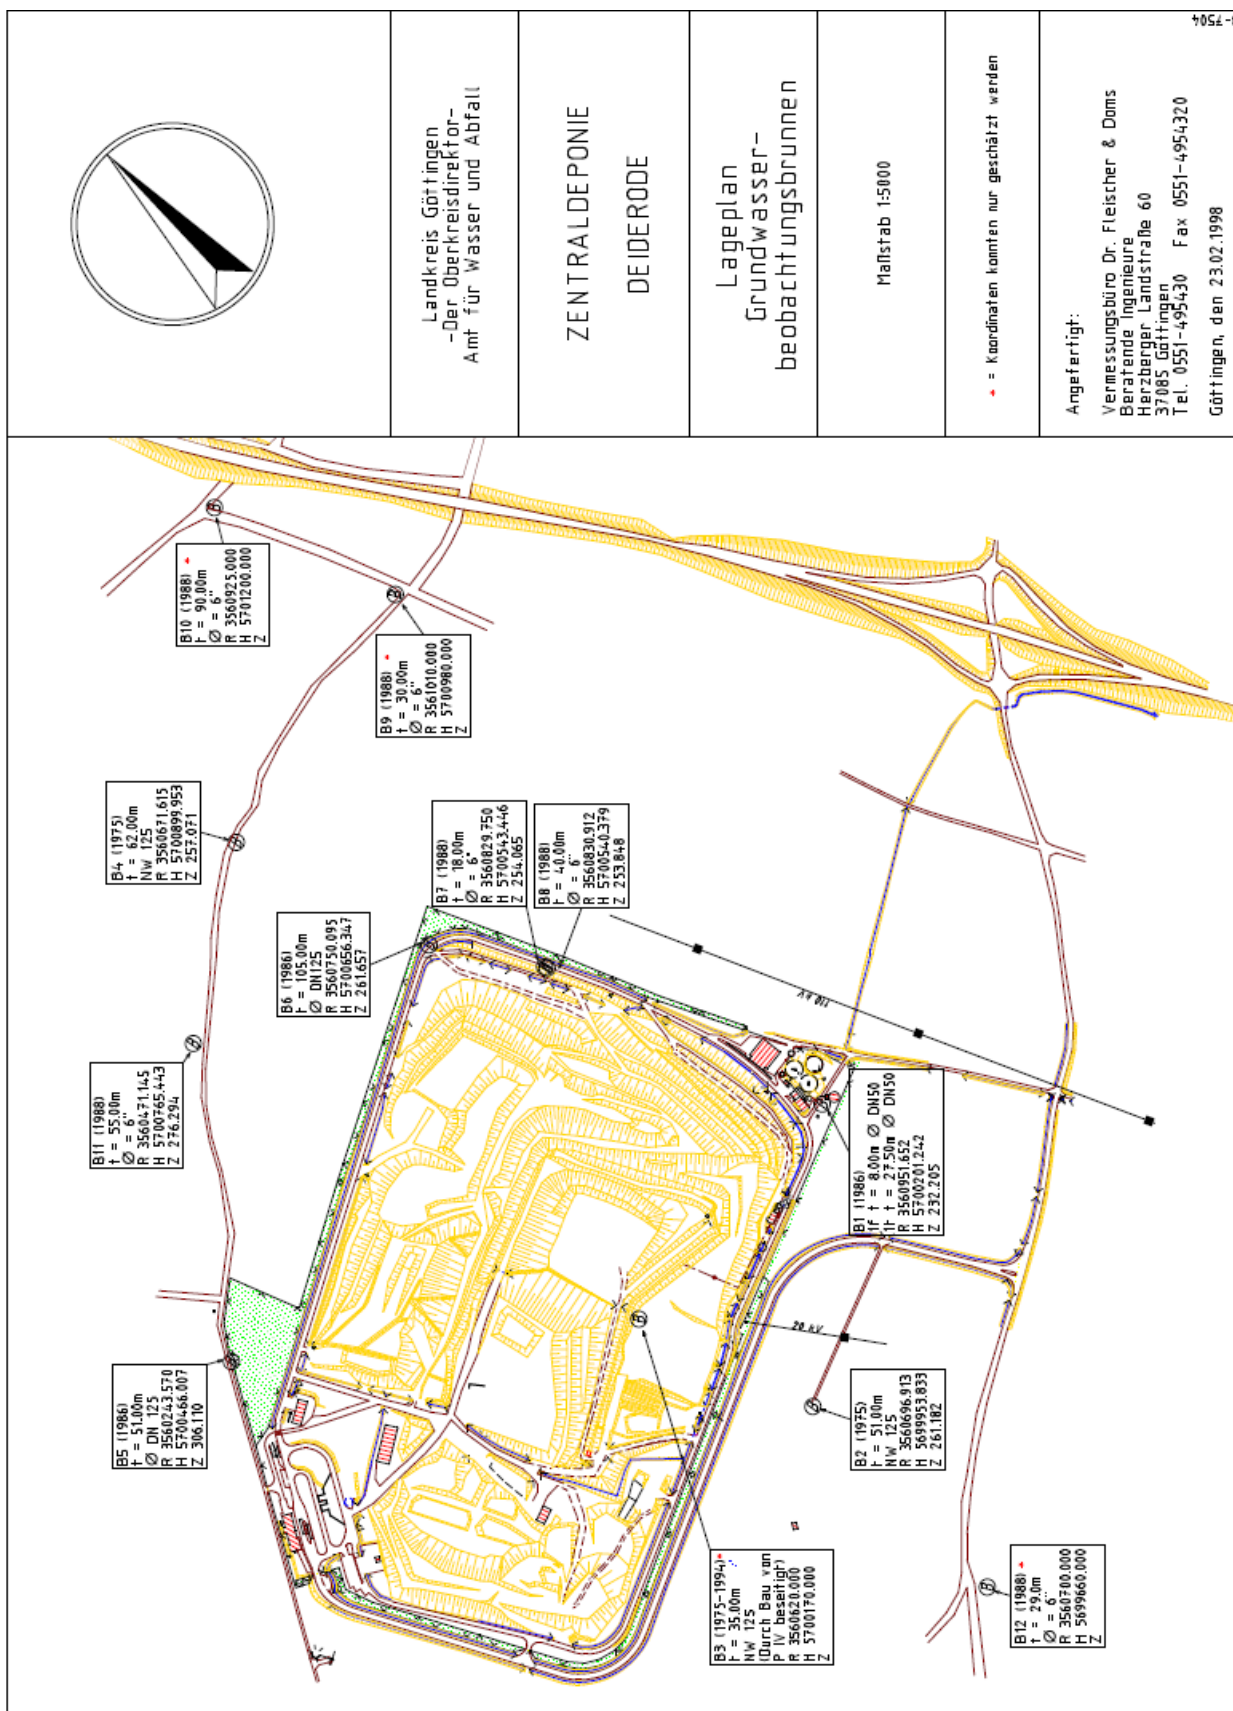 -7504
Landkreis Göttingen
-Der Oberkreisdirektor-
Amt für Wasser und Abfall
ZENTRALDEPONIE
DEIDERODE
Lageplan
Grundwasser-
beobachtungsbrunnen
Maßstab 1:5000
* = Koordinaten konnten nur geschätzt werden
Angefertigt:
Vermessungsbüro Dr. Fleischer & Doms
Beratende Ingenieure
Herzberger Landstraße 60
37085 Göttingen
Tel. 0551-495430 Fax 0551-4954320
Göttingen, den 23.02.1998
B10 (1988) *
t = 90.00m
Ø = 6"
R 3560925.000
H 5701200.000
Z
B9 (1988) *
t = 30.00m
Ø = 6"
R 3561010.000
H 5700980.000
Z
B4 (1975)
t = 62.00m
NW 125
R 3560671.615
H 5700899.953
Z 257.071
B7 (1988)
t = 18.00m
Ø = 6"
R 3560829.750
H 5700543.446
Z 254.065
B8 (1988)
t = 40.00m
Ø = 6"
R 3560830.912
H 5700540.379
Z 253.848
B6 (1986)
t = 105.00m
Ø DN125
R 3560750.095
H 5700656.347
Z 261.657
B11 (1988)
t = 55.00m
Ø = 6"
R 3560471.145
H 5700765.443
Z 276.294
110 kV
B1 (1986)
1f t = 8.00m Ø DN50
1f t = 27.50m Ø DN50
R 3560951.652
H 5700201.242
Z 232.205
20 kV
B5 (1986)
t = 51.00m
Ø DN 125
R 3560243.570
H 5700466.007
Z 306.110
B2 (1975)
t = 51.00m
NW 125
R 3560696.913
H 5699953.833
Z 261.182
B3 (1975-1994)*
t = 35.00m
NW 125
(Durch Bau von
P IV beseitigt)
R 3560620.000
H 5700170.000
Z
B12 (1988) *
t = 29.0m
Ø = 6"
R 3560700.000
H 5699660.000
Z